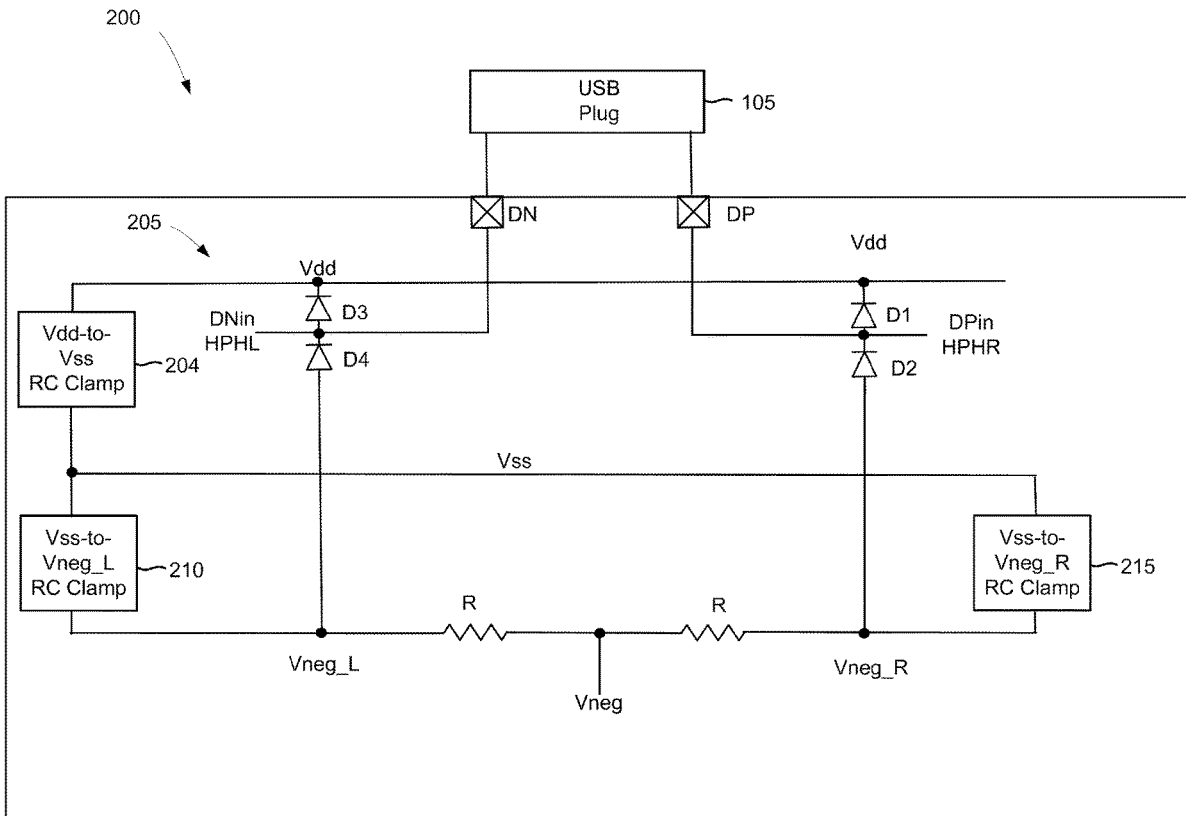 200
USB
Plug
105
DN
DP
205
Vdd
Vdd
D3
DNin
HPHL
D4
D1
DPin
HPHR
D2
Vdd-to-
Vss
RC Clamp
204
Vss
Vss-to-
Vneg_L
RC Clamp
210
Vss-to-
Vneg_R
RC Clamp
215
R
R
Vneg_L
Vneg_R
Vneg